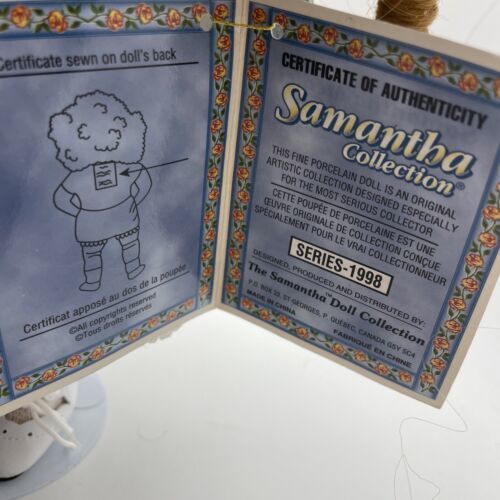 Certificate sewn on doll's back
Certificat apposé au dos de la poupée
©All copyrights reserved
©Tous droits réservés
CERTIFICATE OF AUTHENTICITY
Samantha
Collection®
THIS FINE PORCELAIN DOLL IS AN ORIGINAL
ARTISTIC COLLECTION DESIGNED ESPECIALLY
FOR THE MOST SERIOUS COLLECTOR
CETTE POUPÉE DE PORCELAINE EST UNE
ŒUVRE ORIGINALE DE COLLECTION CONÇUE
SPÉCIALEMENT POUR LE VRAI COLLECTIONNEUR
SERIES-1998
DESIGNED, PRODUCED AND DISTRIBUTED BY:
The Samantha™ Doll Collection
P.O. BOX 35, ST-GEORGES, P. QUÉBEC, CANADA G5Y 5C4
MADE IN CHINA
FABRIQUÉ EN CHINE